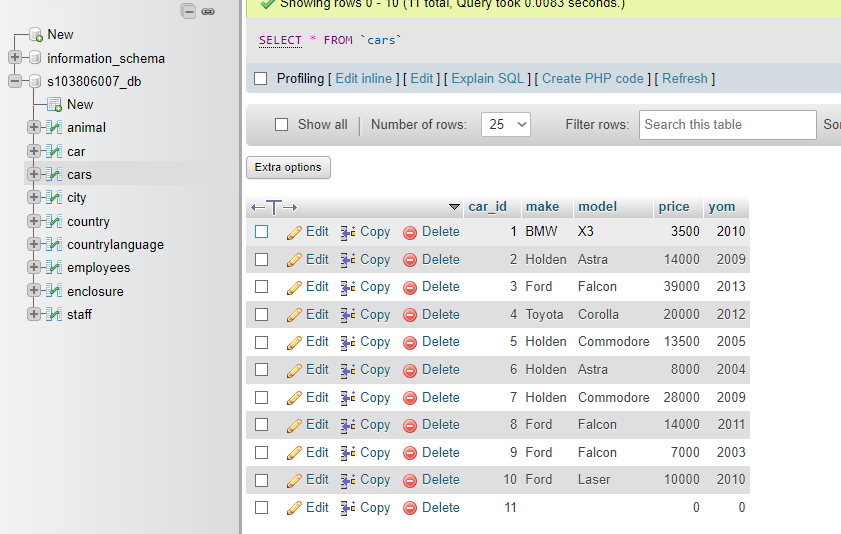 New
information_schema
s103806007_db
New
animal
car
cars
city
country
countrylanguage
employees
enclosure
staff
Showing rows 0 - 10 (11 total, Query took 0.0083 seconds.)
SELECT * FROM `cars`
Profiling [ Edit inline ] [ Edit ] [ Explain SQL ] [ Create PHP code ] [ Refresh ]
Show all Number of rows: 25 Filter rows: Search this table
Extra options
car_id make model price yom
Edit Copy Delete 1 BMW X3 3500 2010
Edit Copy Delete 2 Holden Astra 14000 2009
Edit Copy Delete 3 Ford Falcon 39000 2013
Edit Copy Delete 4 Toyota Corolla 20000 2012
Edit Copy Delete 5 Holden Commodore 13500 2005
Edit Copy Delete 6 Holden Astra 8000 2004
Edit Copy Delete 7 Holden Commodore 28000 2009
Edit Copy Delete 8 Ford Falcon 14000 2011
Edit Copy Delete 9 Ford Falcon 7000 2003
Edit Copy Delete 10 Ford Laser 10000 2010
Edit Copy Delete 11 0 0